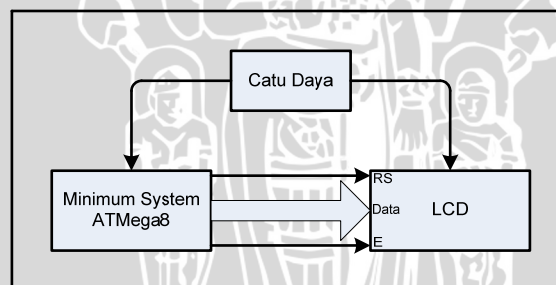 Catu Daya
Minimum System
ATMega8
RS
Data
E
LCD